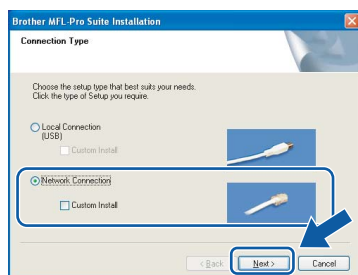 Brother MFL-Pro Suite Installation
Connection Type
Choose the setup type that best suits your needs.
Click the type of Setup you require.
Local Connection
(USB)
Custom Install
Network Connection
Custom Install
< Back
Next >
Cancel